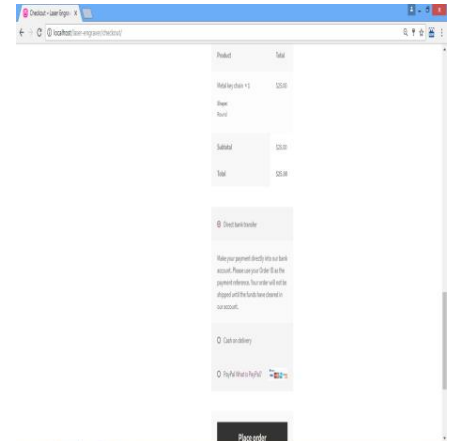 Checkout – Laser Engrav
localhost/laser-engrave/checkout/
Product Total
Metal key chain × 1 $20.00
Shape:
Round
Subtotal $20.00
Total $20.00
Direct bank transfer
Make your payment directly into our bank
account. Please use your Order ID as the
payment reference. Your order will not be
shipped until the funds have cleared in
our account.
Cash on delivery
PayPal What is PayPal?
Place order